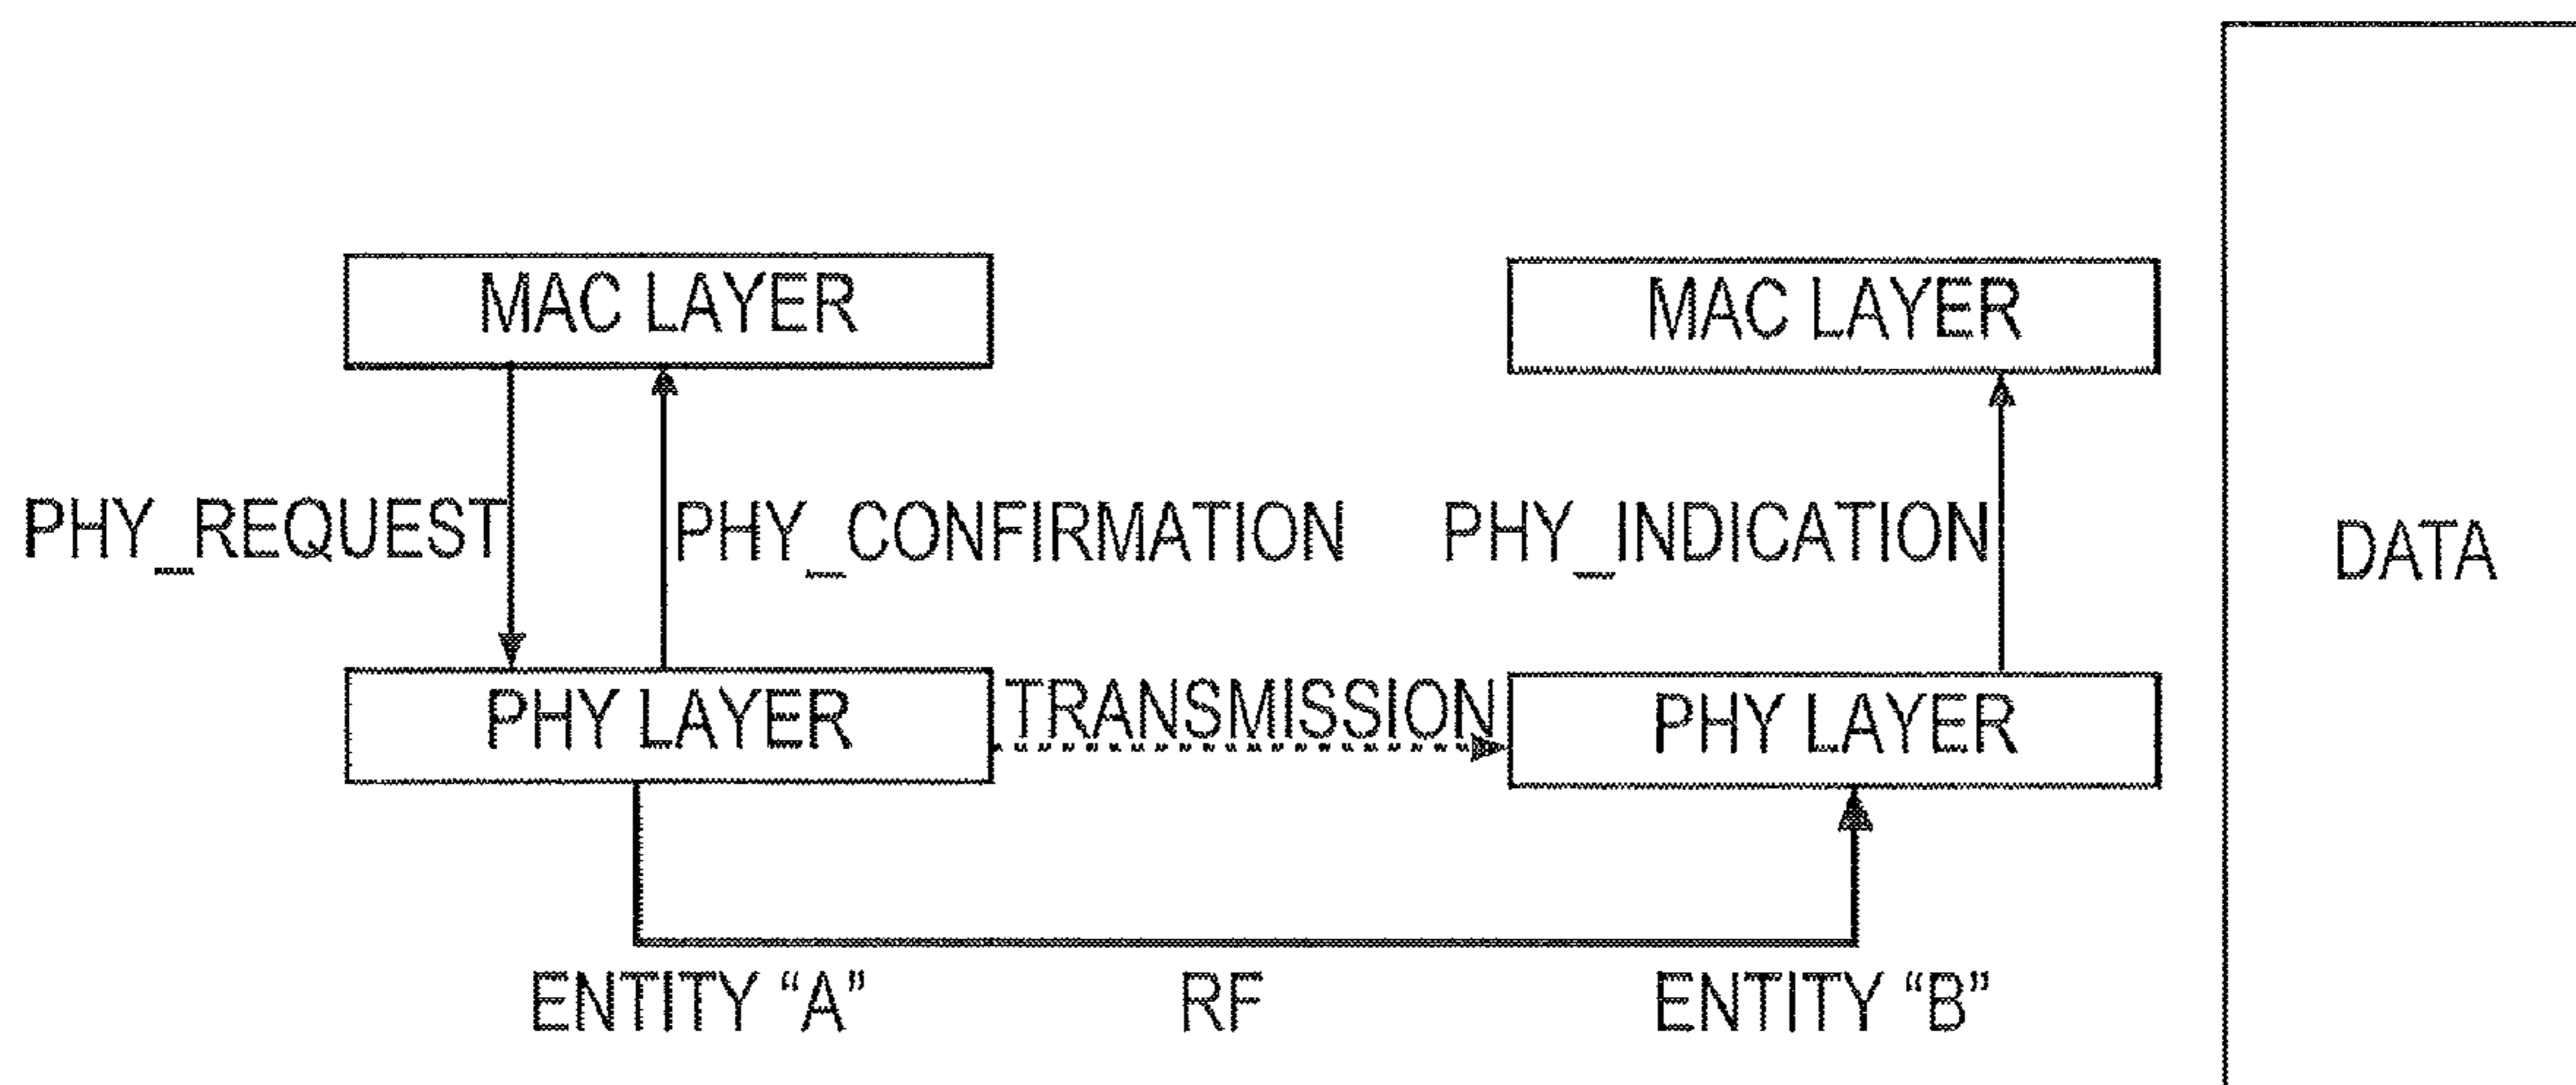 MAC LAYER
MAC LAYER
PHY_REQUEST
PHY_CONFIRMATION
PHY_INDICATION
DATA
PHY LAYER
TRANSMISSION
PHY LAYER
ENTITY “A”
RF
ENTITY “B”